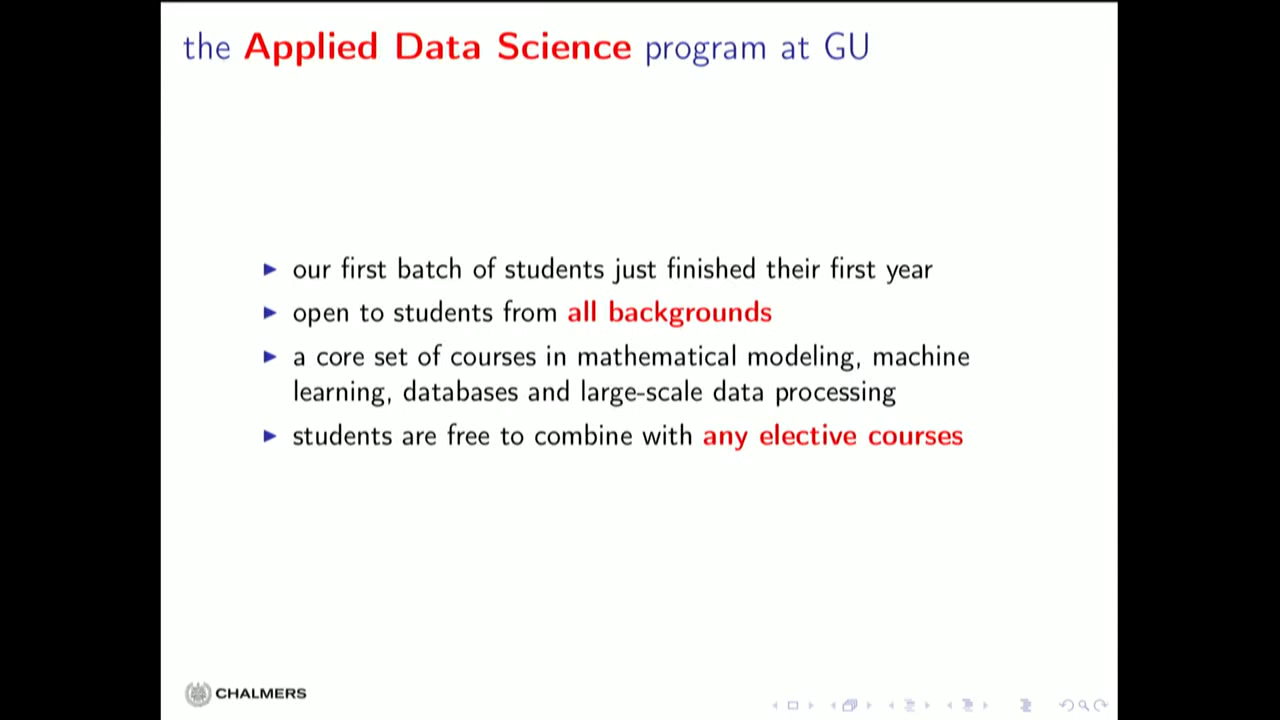 the Applied Data Science program at GU
our first batch of students just finished their first year
open to students from all backgrounds
a core set of courses in mathematical modeling, machine
learning, databases and large-scale data processing
students are free to combine with any elective courses
CHALMERS